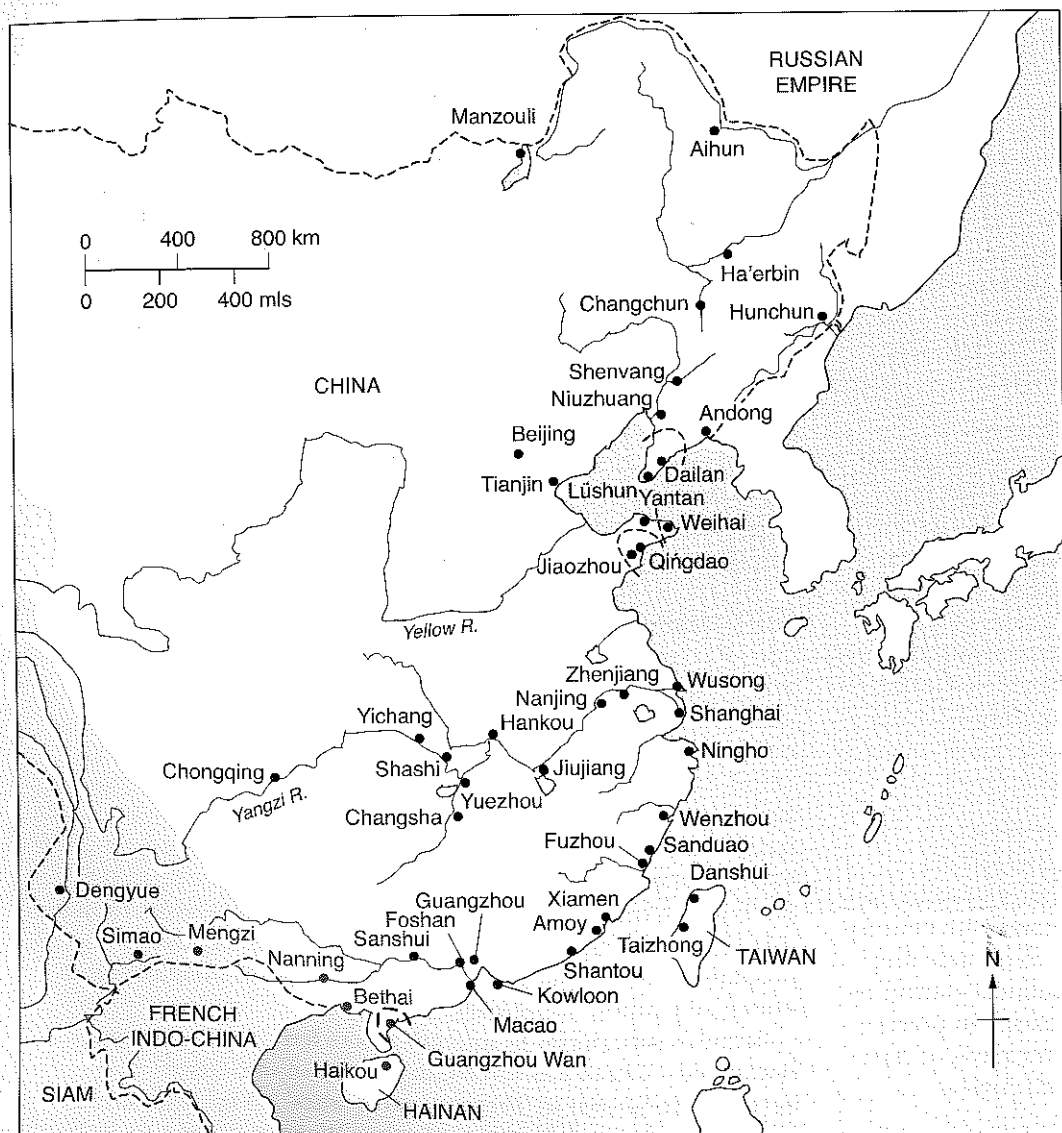 RUSSIAN
EMPIRE
Manzouli
Aihun
0 400 800 km
0 200 400 mls
Ha'erbin
Changchun
Hunchun
CHINA
Shenvang
Niuzhuang
Andong
Beijing
Tianjin
Lüshun
Dailan
Yantan
Weihai
Jiaozhou
Qingdao
Yellow R.
Zhenjiang
Wusong
Nanjing
Shanghai
Yichang
Hankou
Ningho
Chongqing
Shashi
Jiujiang
Yangzi R.
Yuezhou
Changsha
Wenzhou
Fuzhou
Sanduao
Danshui
Dengyue
Xiamen
Guangzhou
Foshan
Amoy
Simao
Mengzi
Sanshui
Taizhong
TAIWAN
Nanning
Shantou
N
Bethai
Kowloon
FRENCH
INDO-CHINA
Macao
Guangzhou Wan
Haikou
SIAM
HAINAN